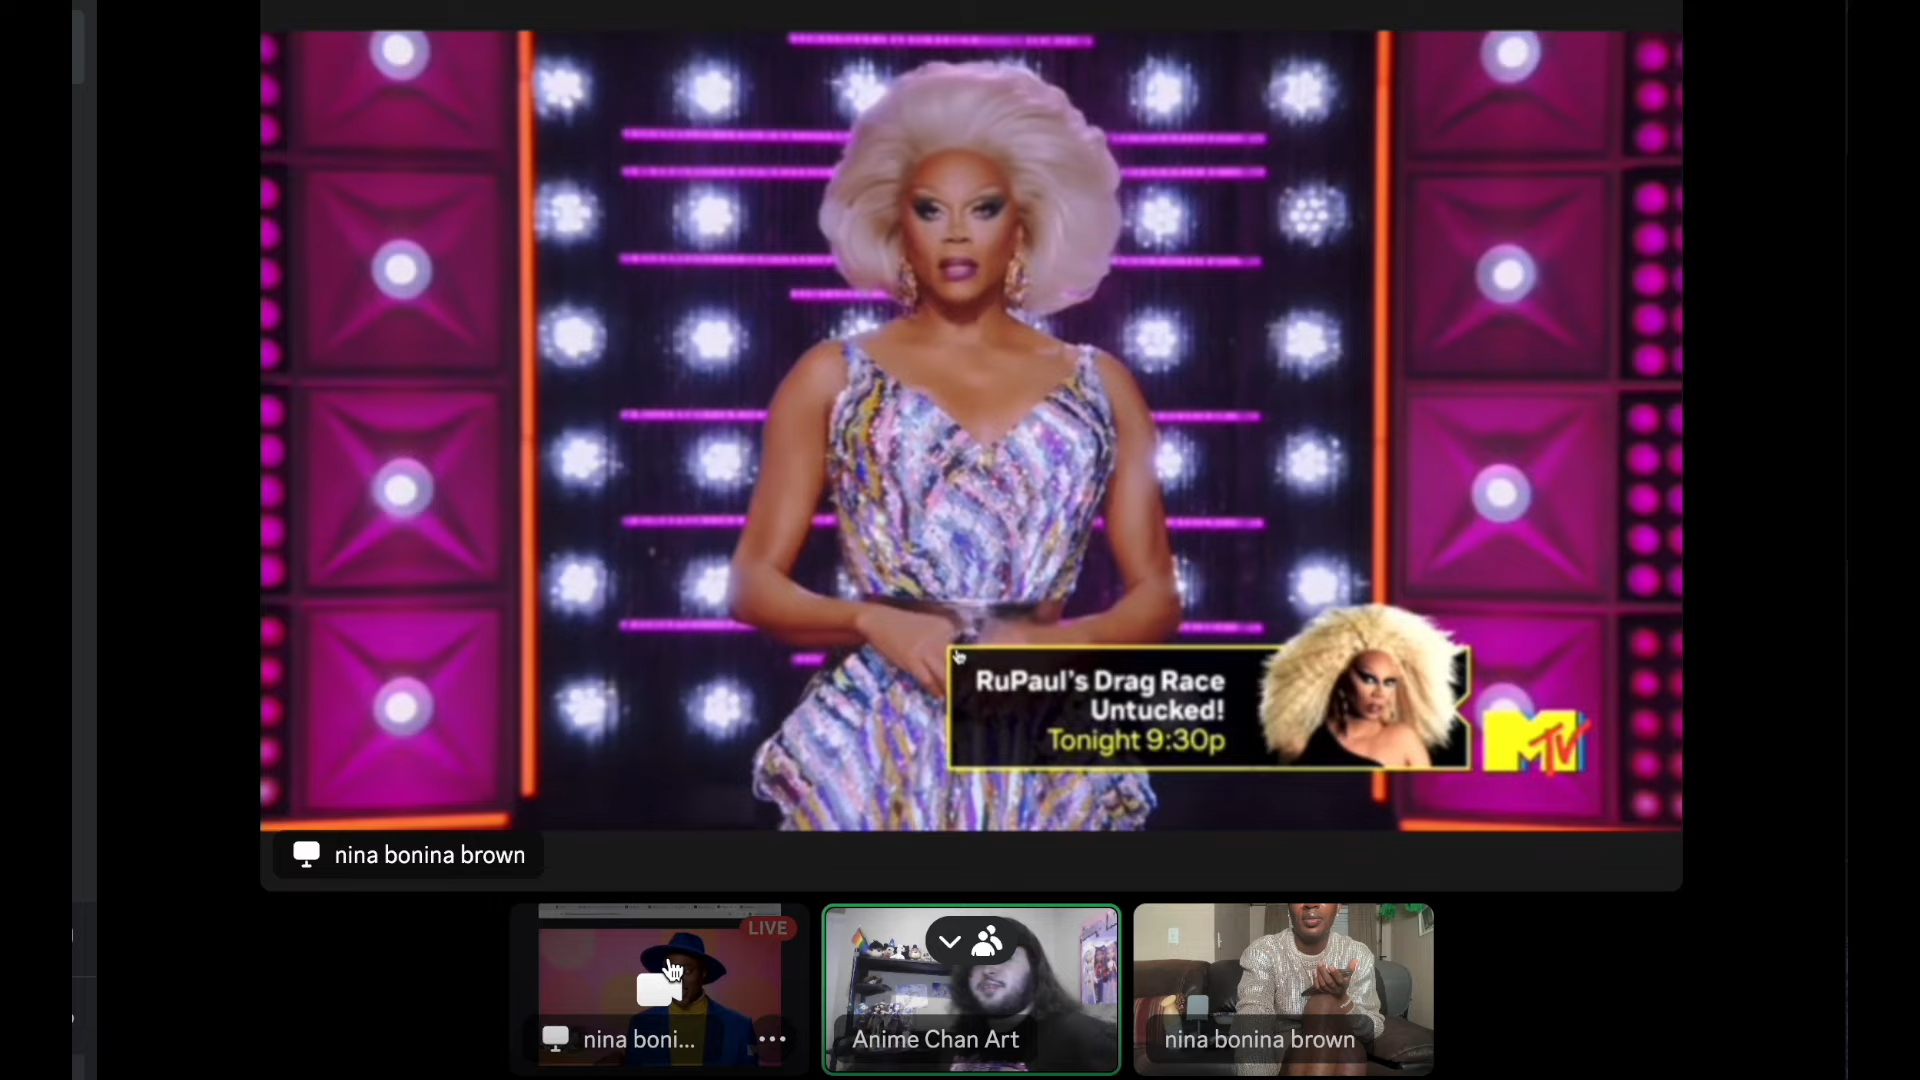 RuPaul's Drag Race
Untucked!
Tonight 9:30p
MTV
nina bonina brown
LIVE
nina boni...
Anime Chan Art
nina bonina brown